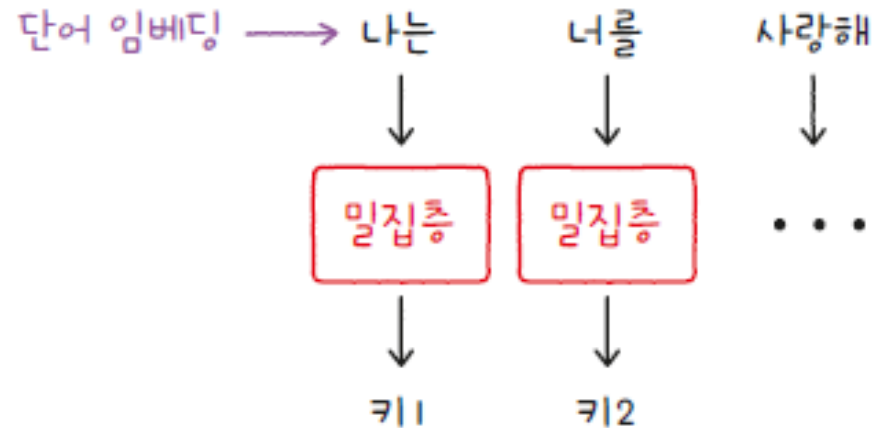 단어 임베딩 → 나는 너를 사랑해
밀집층 밀집층 • • •
키1 키2